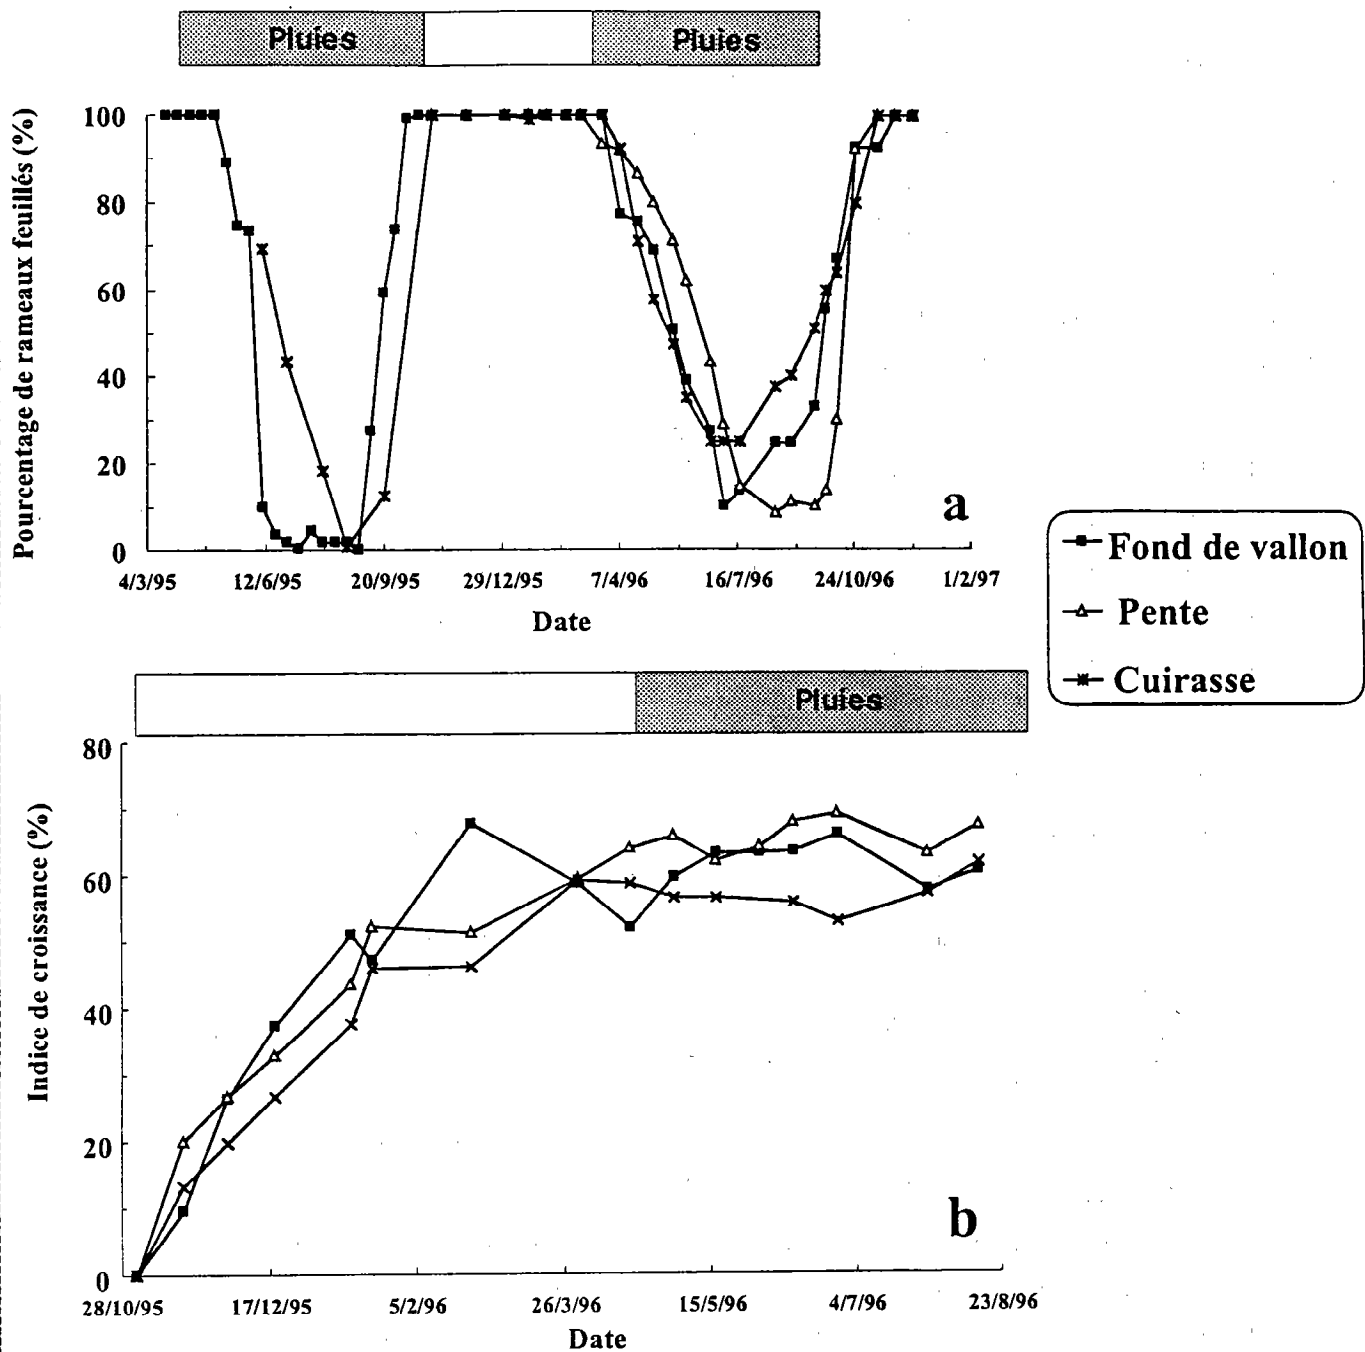 Pluies
Pluies
Pourcentage de rameaux feuillés (%)
100
80
60
40
20
0
a
4/3/95 12/6/95 20/9/95 29/12/95 7/4/96 16/7/96 24/10/96 1/2/97
Date
Fond de vallon
Pente
Cuirasse
Pluies
Indice de croissance (%)
80
60
40
20
0
b
28/10/95 17/12/95 5/2/96 26/3/96 15/5/96 4/7/96 23/8/96
Date